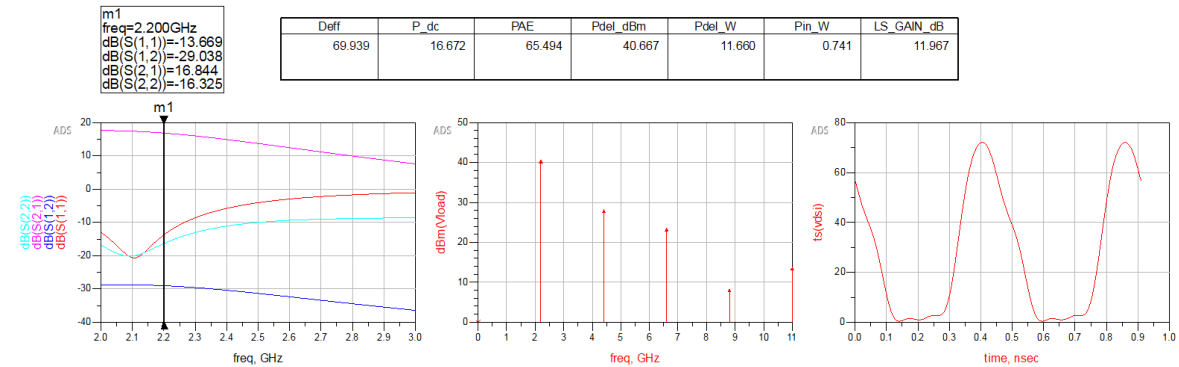 m1
freq=2.200GHz
dB(S(1,1))=-13.669
dB(S(1,2))=-29.038
dB(S(2,1))=16.844
dB(S(2,2))=-16.325
Deff P_dc PAE Pdel_dBm Pdel_W Pin_W LS_GAIN_dB
69.939 16.672 65.494 40.667 11.660 0.741 11.967
m1
ADS
20
10
0
-10
-20
-30
-40
2.0 2.1 2.2 2.3 2.4 2.5 2.6 2.7 2.8 2.9 3.0
freq, GHz
dB(S(2,2))
dB(S(2,1))
dB(S(1,2))
dB(S(1,1))
ADS
50
40
30
20
10
0
0 1 2 3 4 5 6 7 8 9 10 11
freq, GHz
dBm(Vload)
ADS
80
60
40
20
0
0.0 0.1 0.2 0.3 0.4 0.5 0.6 0.7 0.8 0.9 1.0
time, nsec
ts(vdsi)